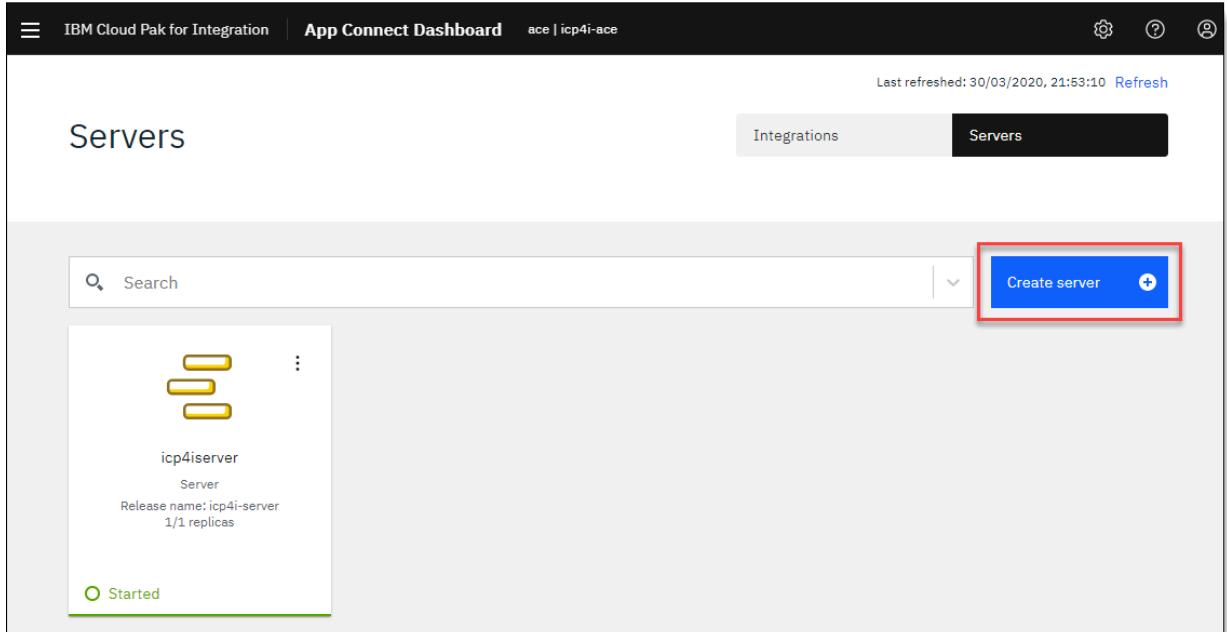 IBM Cloud Pak for Integration App Connect Dashboard ace | icp4i-ace
Last refreshed: 30/03/2020, 21:53:10 Refresh
Servers
Integrations Servers
Search
Create server
icp4iserver
Server
Release name: icp4i-server
1/1 replicas
Started